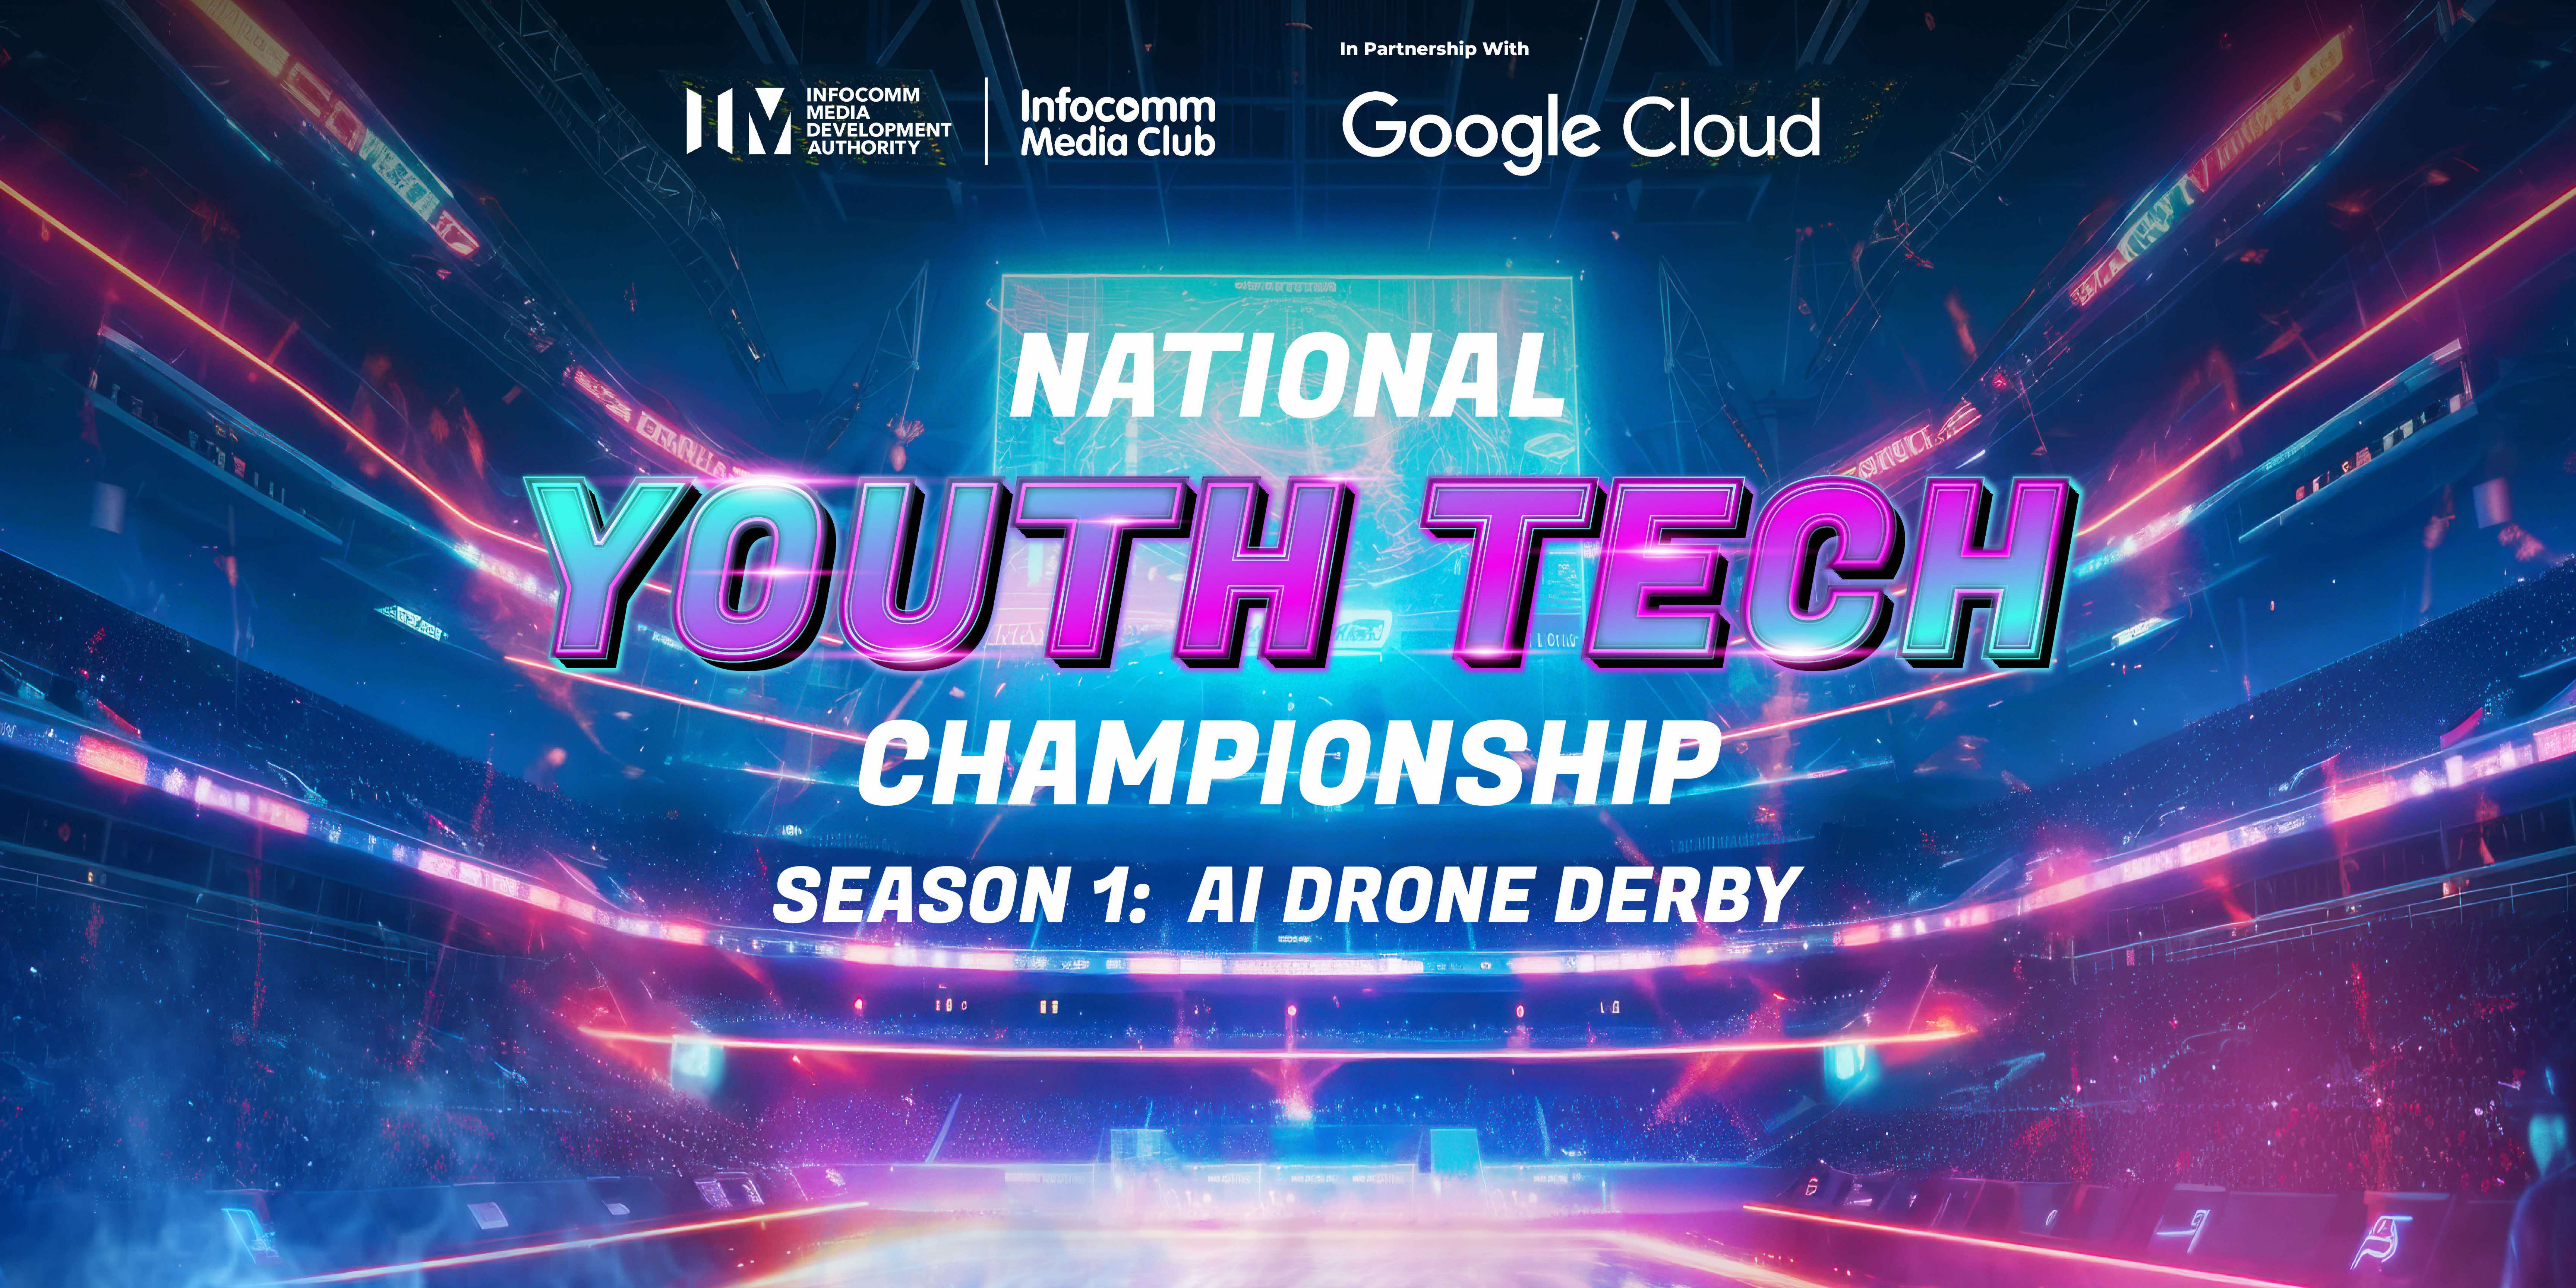 In Partnership With
INFOCOMM
MEDIA
DEVELOPMENT
AUTHORITY
Infocomm
Media Club
Google Cloud
NATIONAL
YOUTH TECH
CHAMPIONSHIP
SEASON 1: AI DRONE DERBY